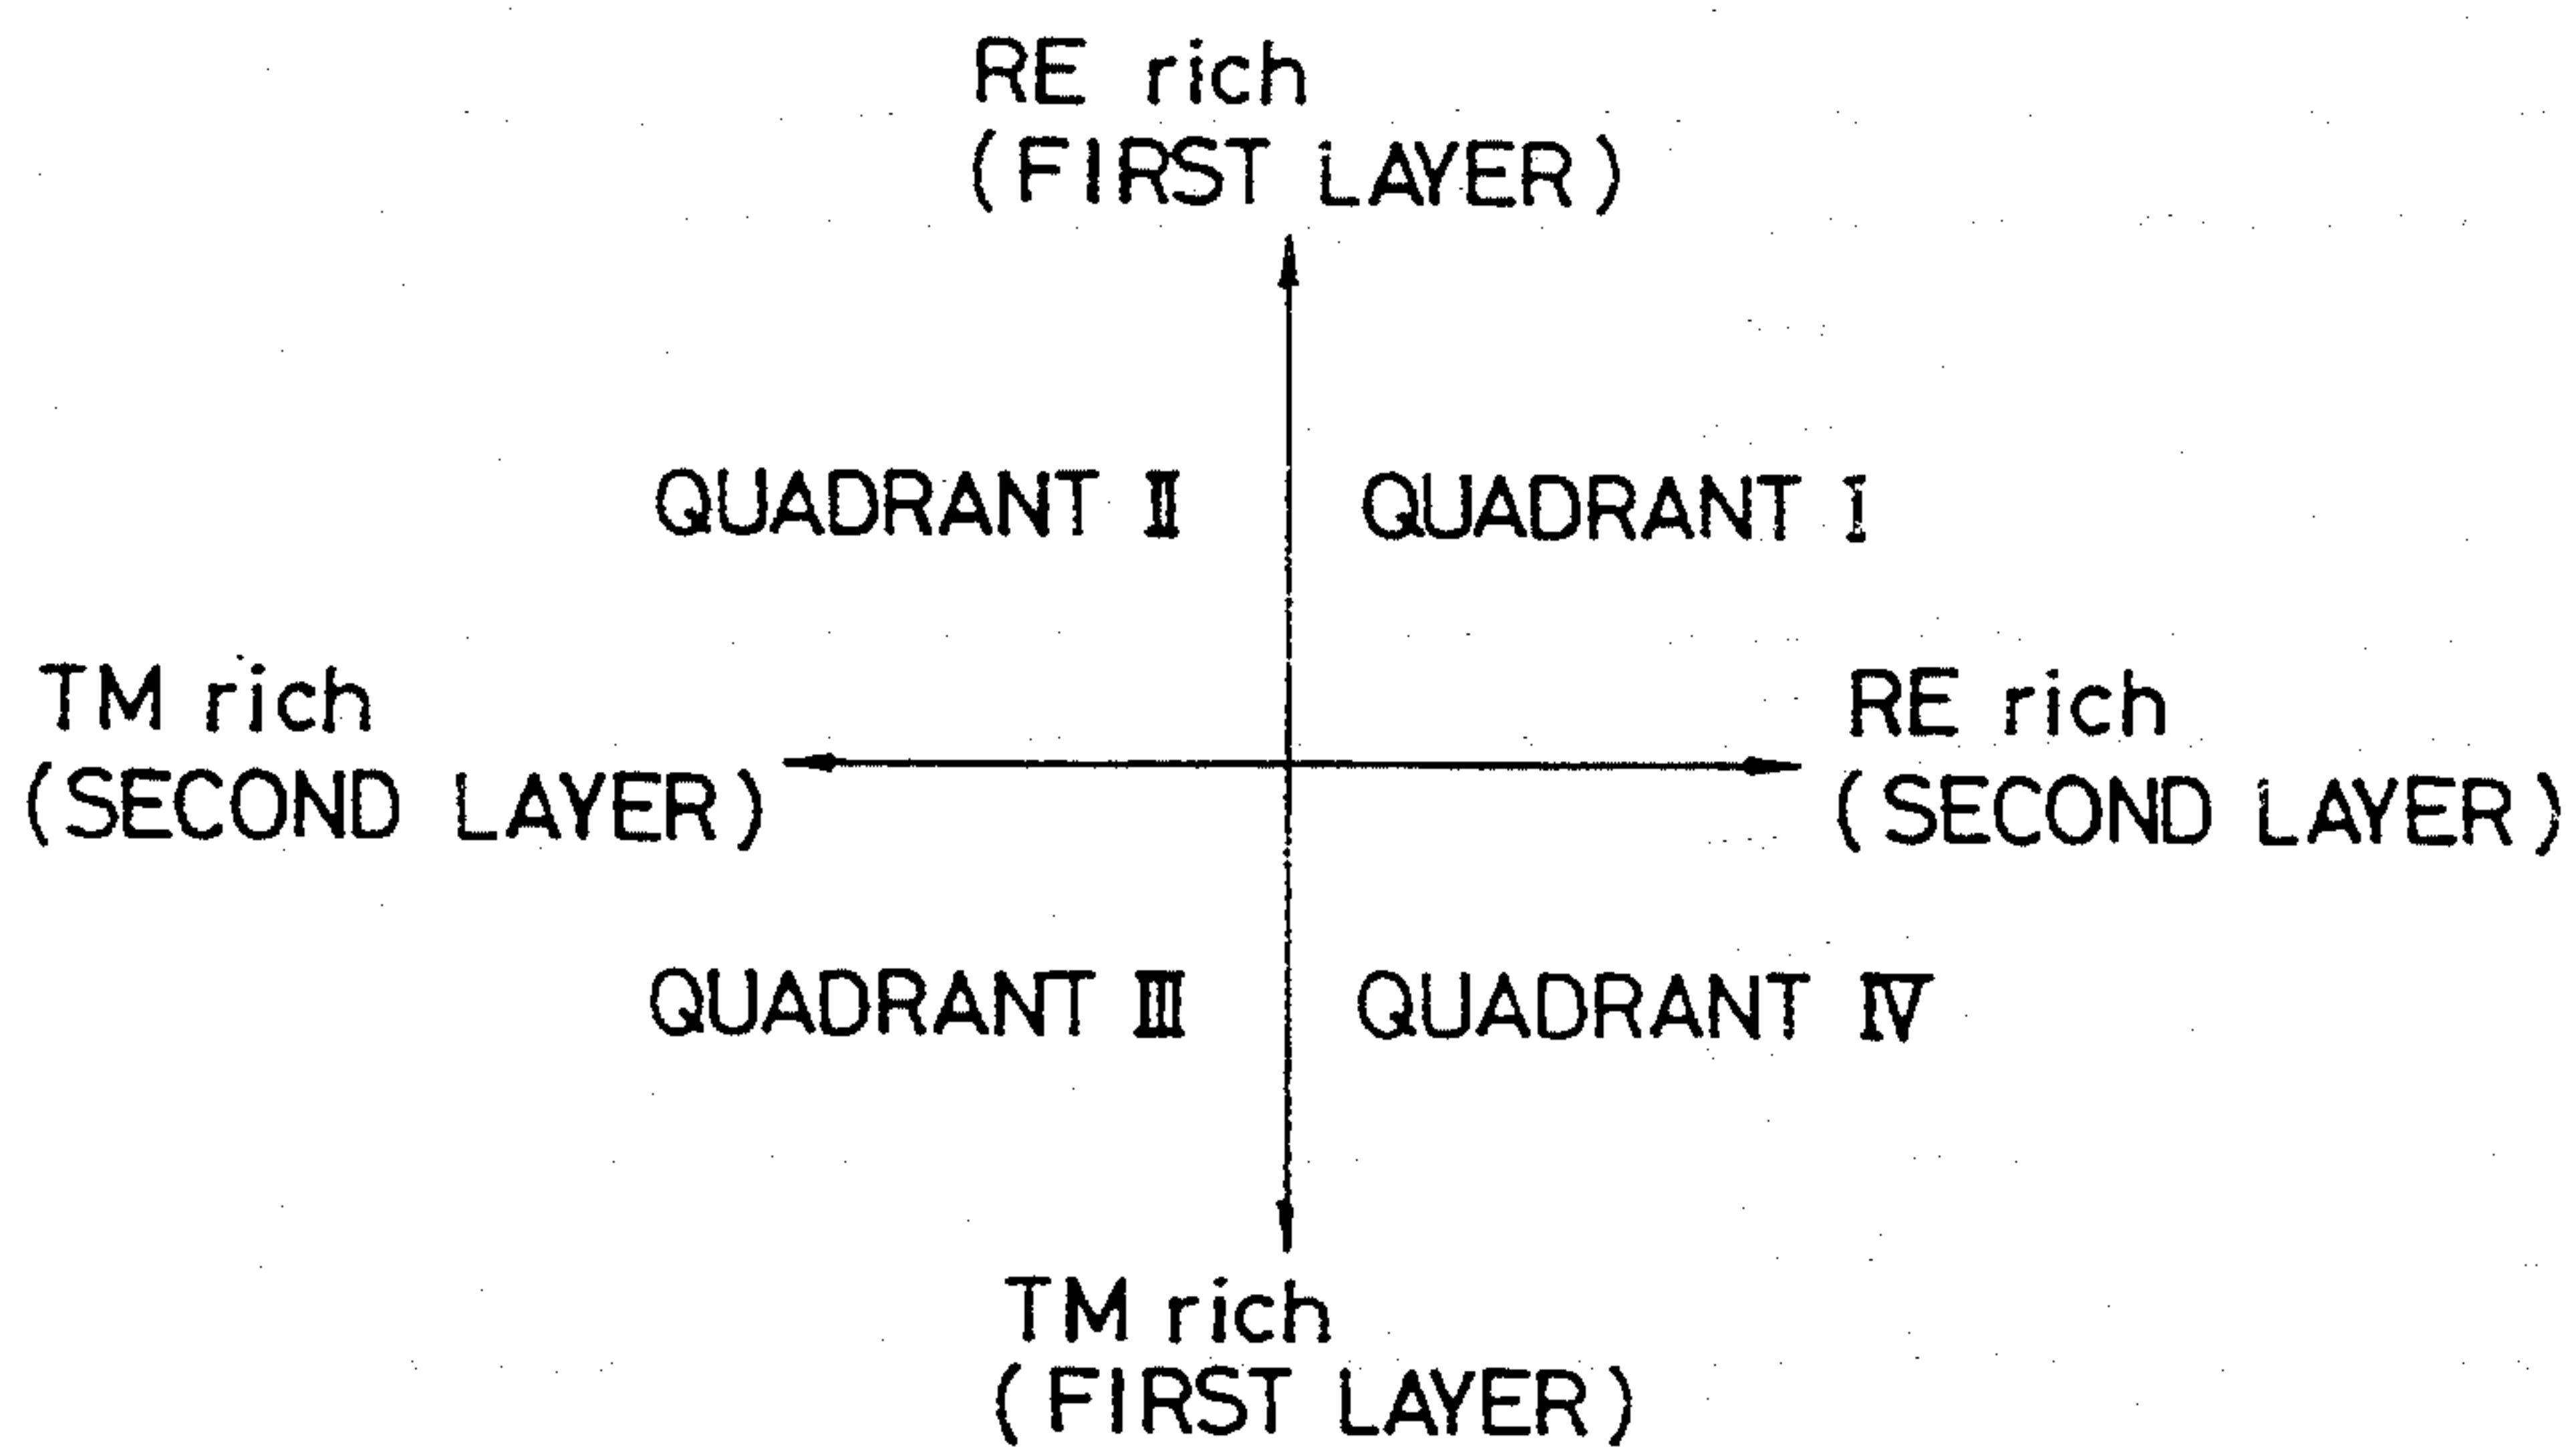 RE rich
(FIRST LAYER)
QUADRANT II
QUADRANT I
TM rich
(SECOND LAYER)
RE rich
(SECOND LAYER)
QUADRANT III
QUADRANT IV
TM rich
(FIRST LAYER)